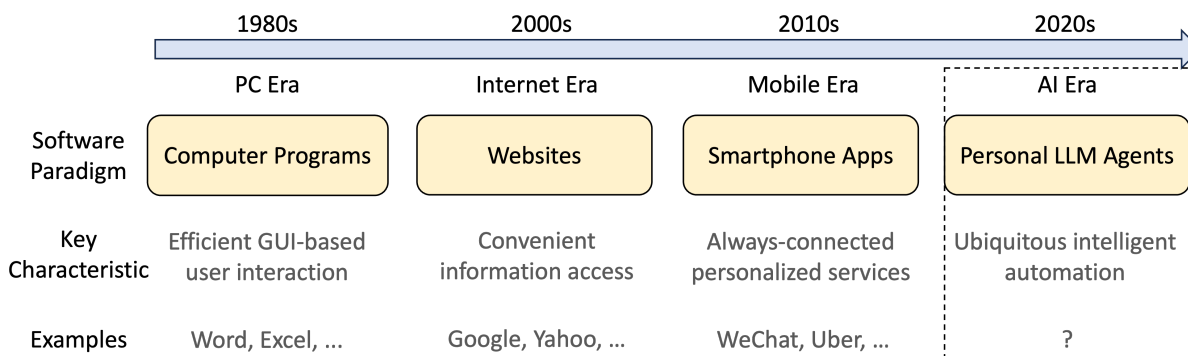 1980s 2000s 2010s 2020s
PC Era Internet Era Mobile Era AI Era
Software
Paradigm
Computer Programs Websites Smartphone Apps Personal LLM Agents
Key
Characteristic
Efficient GUI-based
user interaction
Convenient
information access
Always-connected
personalized services
Ubiquitous intelligent
automation
Examples Word, Excel, ... Google, Yahoo, ... WeChat, Uber, ... ?